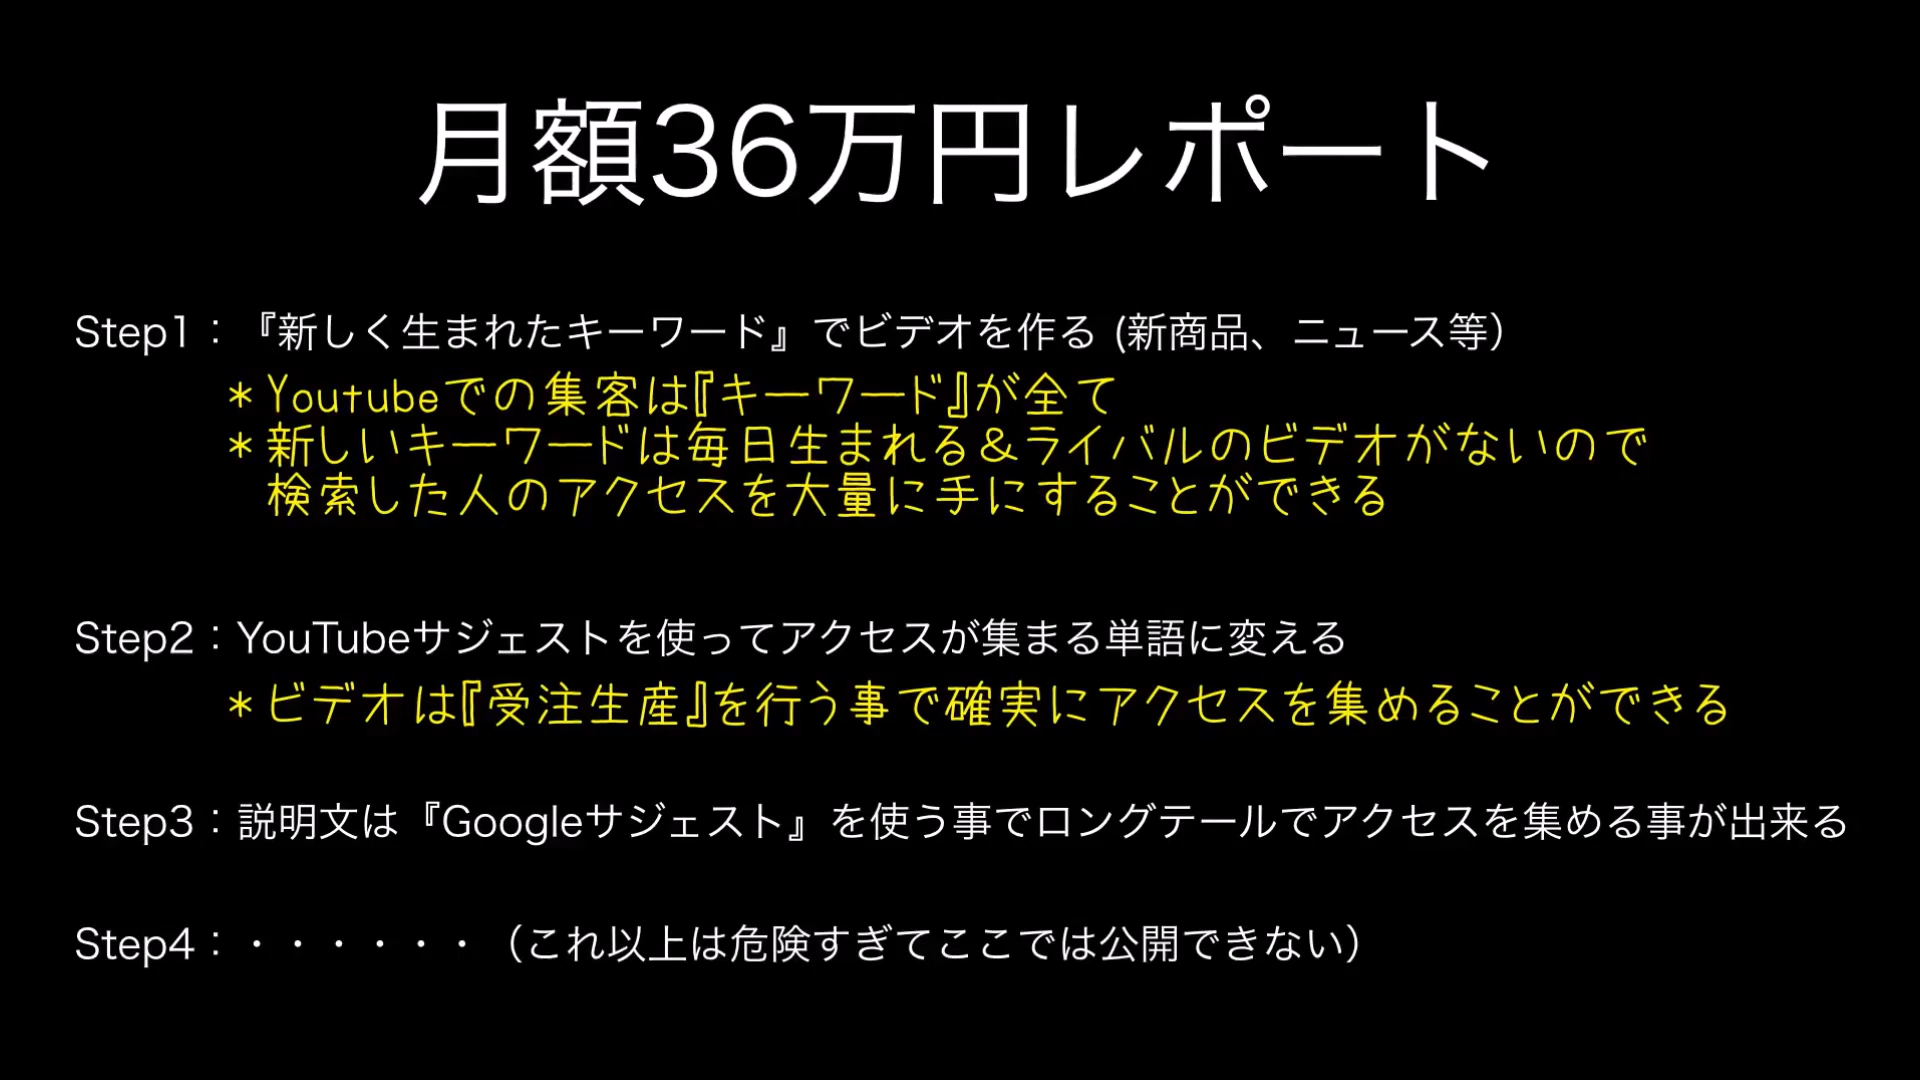 月額36万円レポート
Step1：『新しく生まれたキーワード』でビデオを作る (新商品、ニュース等）
＊Youtubeでの集客は『キーワード』が全て
＊新しいキーワードは毎日生まれる＆ライバルのビデオがないので
検索した人のアクセスを大量に手にすることができる
Step2：YouTubeサジェストを使ってアクセスが集まる単語に変える
＊ビデオは『受注生産』を行う事で確実にアクセスを集めることができる
Step3：説明文は『Googleサジェスト』を使う事でロングテールでアクセスを集める事が出来る
Step4：・・・・・・（これ以上は危険すぎてここでは公開できない）